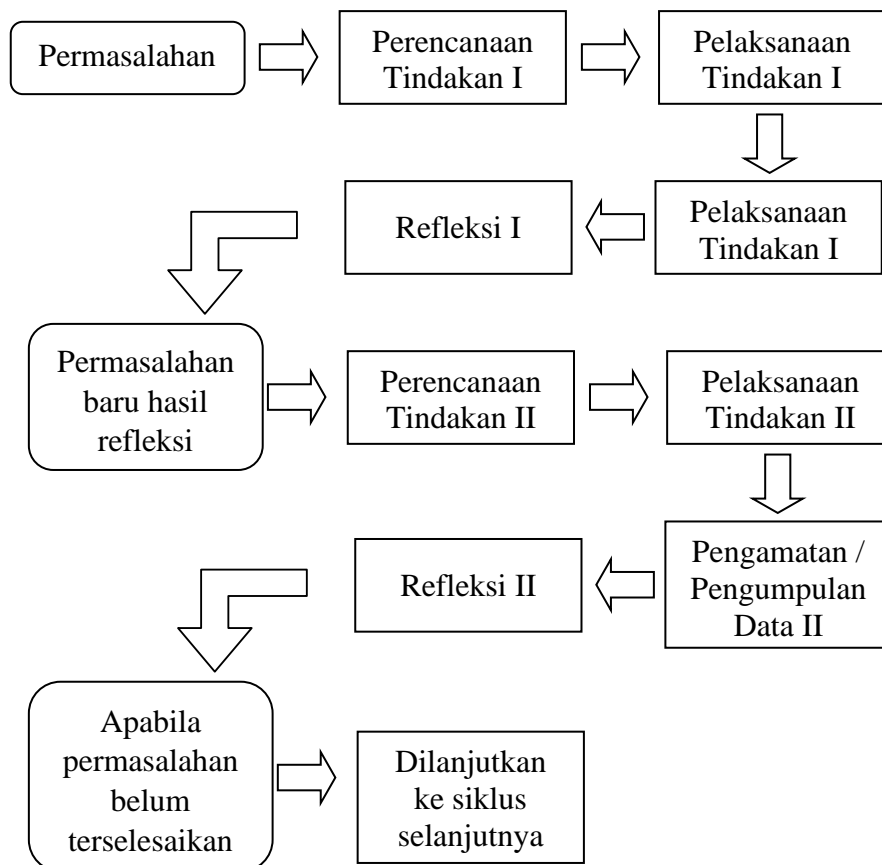 Permasalahan
Perencanaan
Tindakan I
Pelaksanaan
Tindakan I
Pelaksanaan
Tindakan I
Refleksi I
Permasalahan
baru hasil
refleksi
Perencanaan
Tindakan II
Pelaksanaan
Tindakan II
Pengamatan /
Pengumpulan
Data II
Refleksi II
Apabila
permasalahan
belum
terselesaikan
Dilanjutkan
ke siklus
selanjutnya